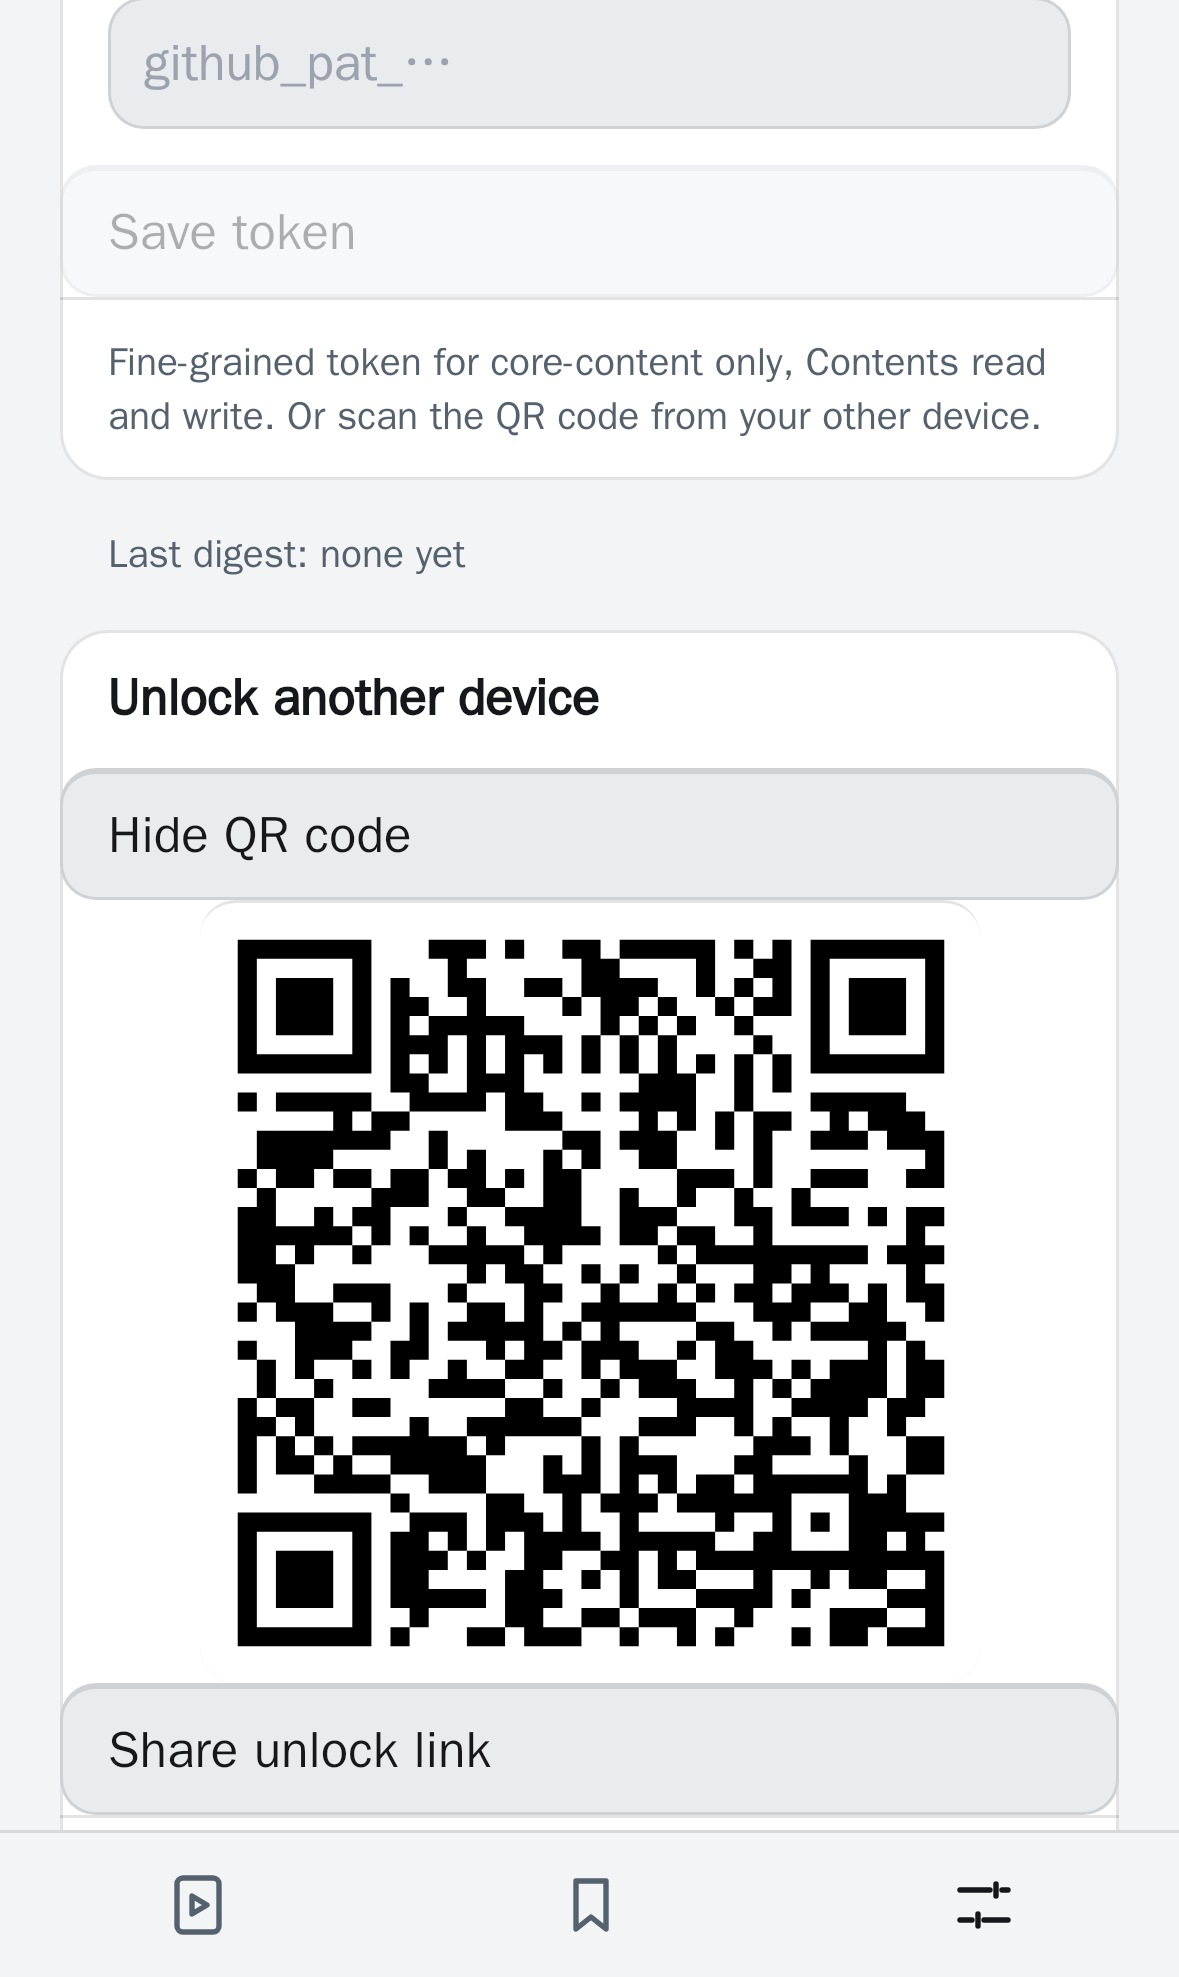 github_pat_…
Save token
Fine-grained token for core-content only, Contents read
and write. Or scan the QR code from your other device.
Last digest: none yet
Unlock another device
Hide QR code
Share unlock link